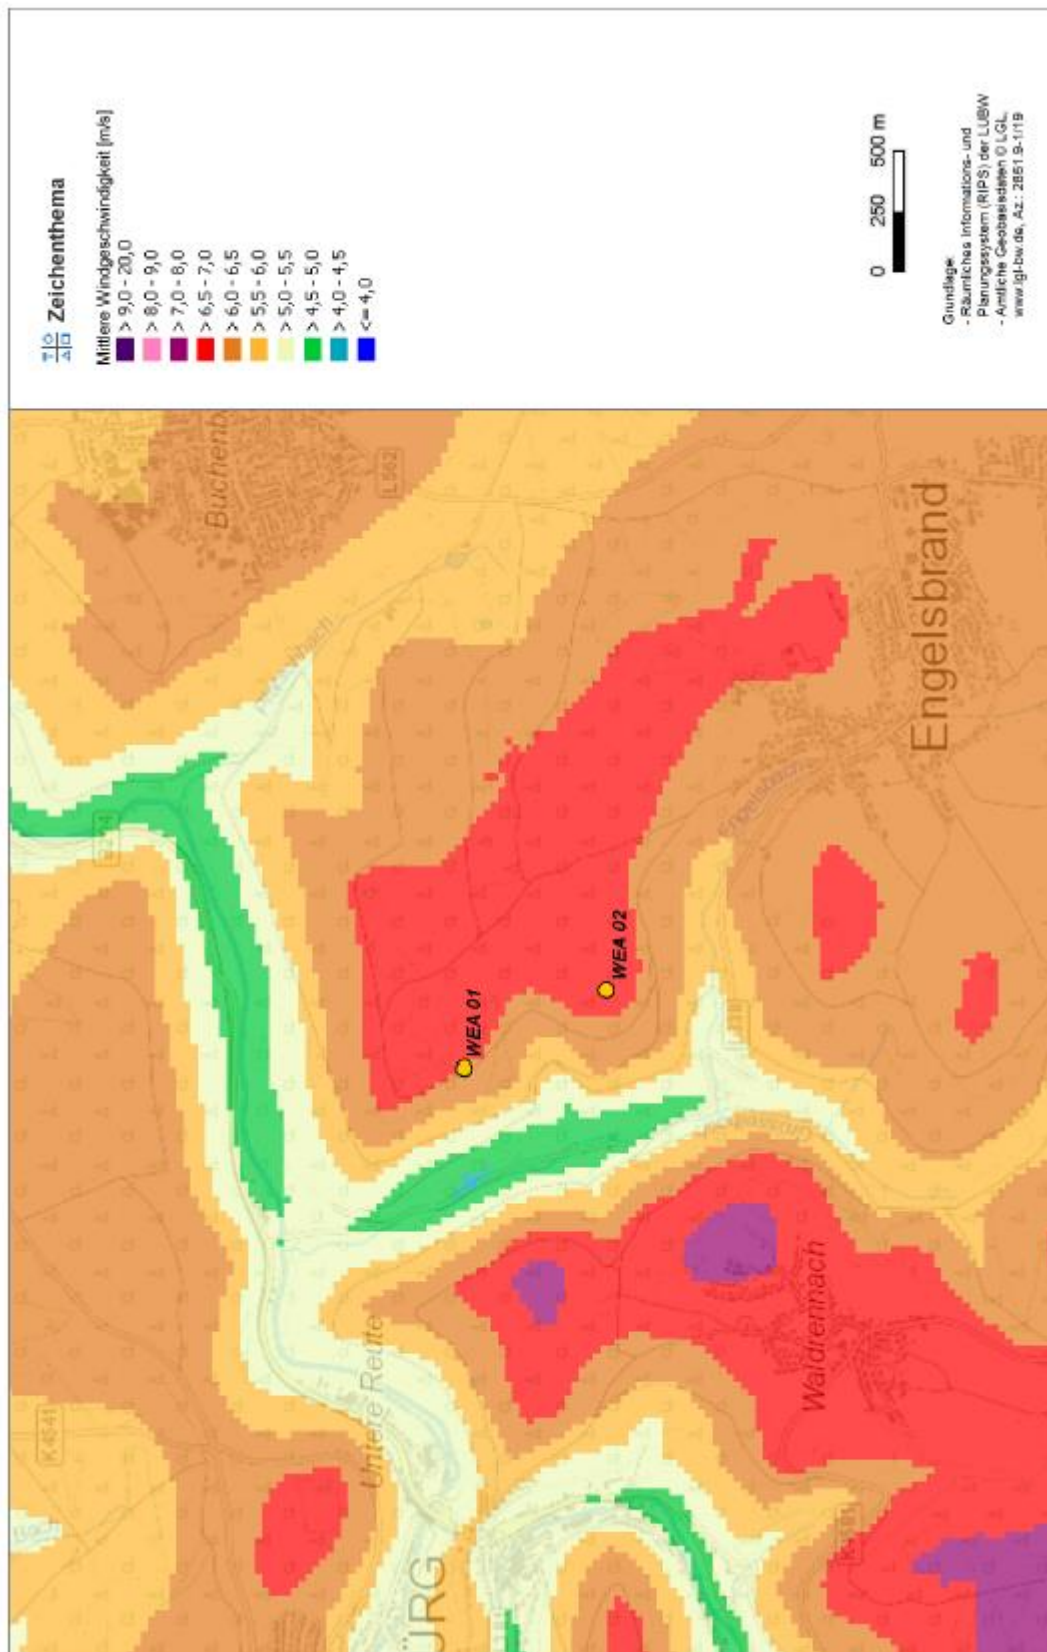 Zeichenthema
Mittlere Windgeschwindigkeit [m/s]
> 9,0 - 20,0
> 8,0 - 9,0
> 7,0 - 8,0
> 6,5 - 7,0
> 6,0 - 6,5
> 5,5 - 6,0
> 5,0 - 5,5
> 4,5 - 5,0
> 4,0 - 4,5
<= 4,0
0 250 500 m
Grundlage:
- Räumliches Informations- und
Planungssystem (RIPS) der LUBW
- Amtliche Geobasisdaten © LGL,
www.lgl-bw.de, Az.: 2851.9-1/19
K4541
Untere Reute
ÜRG
Waldrennach
WEA 01
WEA 02
Engelsbrand
L562